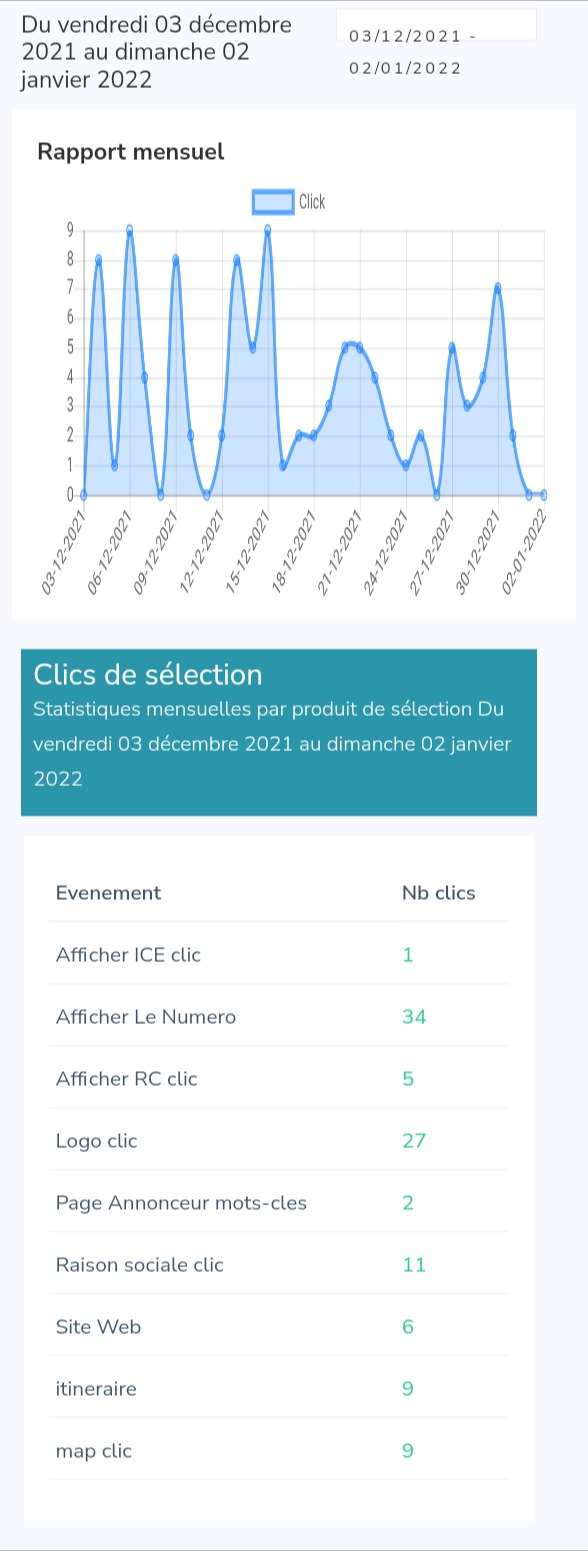 Du vendredi 03 décembre
2021 au dimanche 02
janvier 2022
03/12/2021 -
02/01/2022
Rapport mensuel
Click
9
8
7
6
5
4
3
2
1
0
03-12-2021
06-12-2021
09-12-2021
12-12-2021
15-12-2021
18-12-2021
21-12-2021
24-12-2021
27-12-2021
30-12-2021
02-01-2022
Clics de sélection
Statistiques mensuelles par produit de sélection Du
vendredi 03 décembre 2021 au dimanche 02 janvier
2022
Evenement Nb clics
Afficher ICE clic 1
Afficher Le Numero 34
Afficher RC clic 5
Logo clic 27
Page Annonceur mots-cles 2
Raison sociale clic 11
Site Web 6
itineraire 9
map clic 9